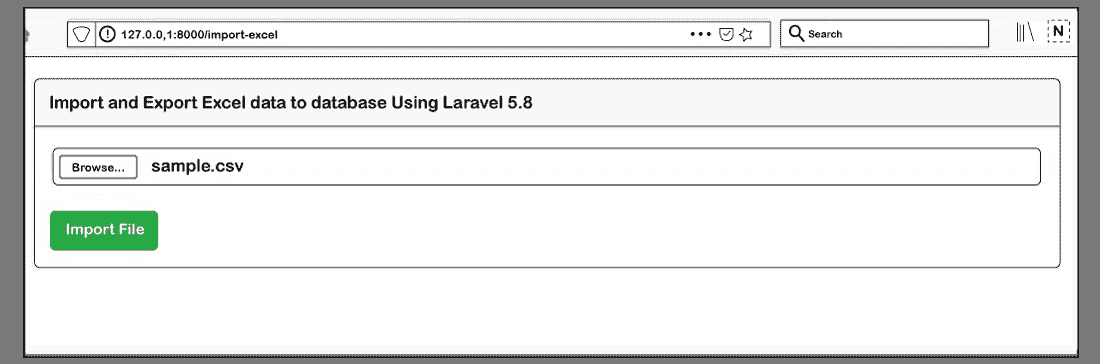 127.0.0,1:8000/import-excel
Search
N
Import and Export Excel data to database Using Laravel 5.8
Browse...
sample.csv
Import File